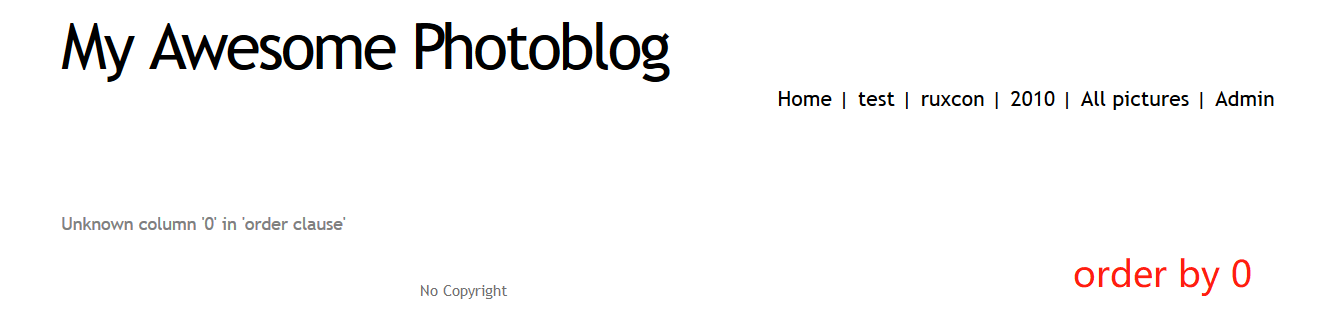 My Awesome Photoblog
Home | test | ruxcon | 2010 | All pictures | Admin
Unknown column '0' in 'order clause'
order by 0
No Copyright